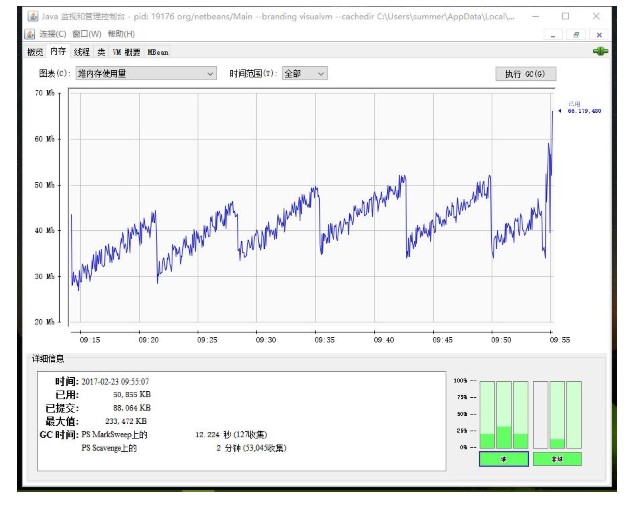 Java 监视和管理控制台 - pid: 19176 org/netbeans/Main --branding visualvm --cachedir C:\Users\summer\AppData\Local\...
连接(C) 窗口(W) 帮助(H)
概览 内存 线程 类 VM 概要 MBean
图表(C): 堆内存使用量 时间范围(T): 全部 执行 GC(G)
70 Mb
60 Mb
50 Mb
40 Mb
30 Mb
20 Mb
已用
66,179,480
09:15 09:20 09:25 09:30 09:35 09:40 09:45 09:50 09:55
详细信息
时间: 2017-02-23 09:55:07
已用: 50,855 KB
已提交: 88,064 KB
最大值: 233,472 KB
GC 时间: PS MarkSweep上的 12.224 秒 (127收集)
PS Scavenge上的 2 分钟 (53,045收集)
100% --
75% --
50% --
25% --
0% --
堆 非堆